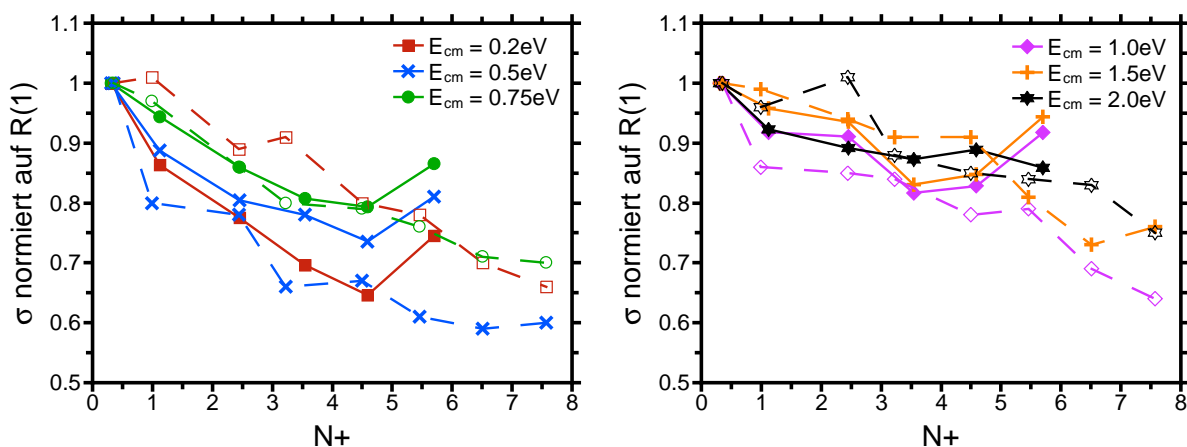 1.1
1
0.9
0.8
0.7
0.6
0.5
σ normiert auf R(1)
0 1 2 3 4 5 6 7 8
N+
E_cm = 0.2eV
E_cm = 0.5eV
E_cm = 0.75eV
1.1
1
0.9
0.8
0.7
0.6
0.5
σ normiert auf R(1)
0 1 2 3 4 5 6 7 8
N+
E_cm = 1.0eV
E_cm = 1.5eV
E_cm = 2.0eV